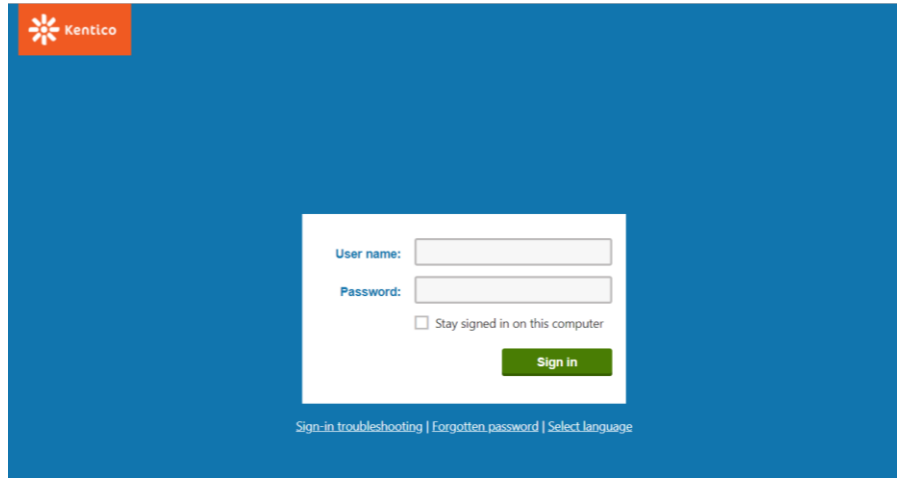 Kentico
User name:
Password:
Stay signed in on this computer
Sign in
Sign-in troubleshooting | Forgotten password | Select language